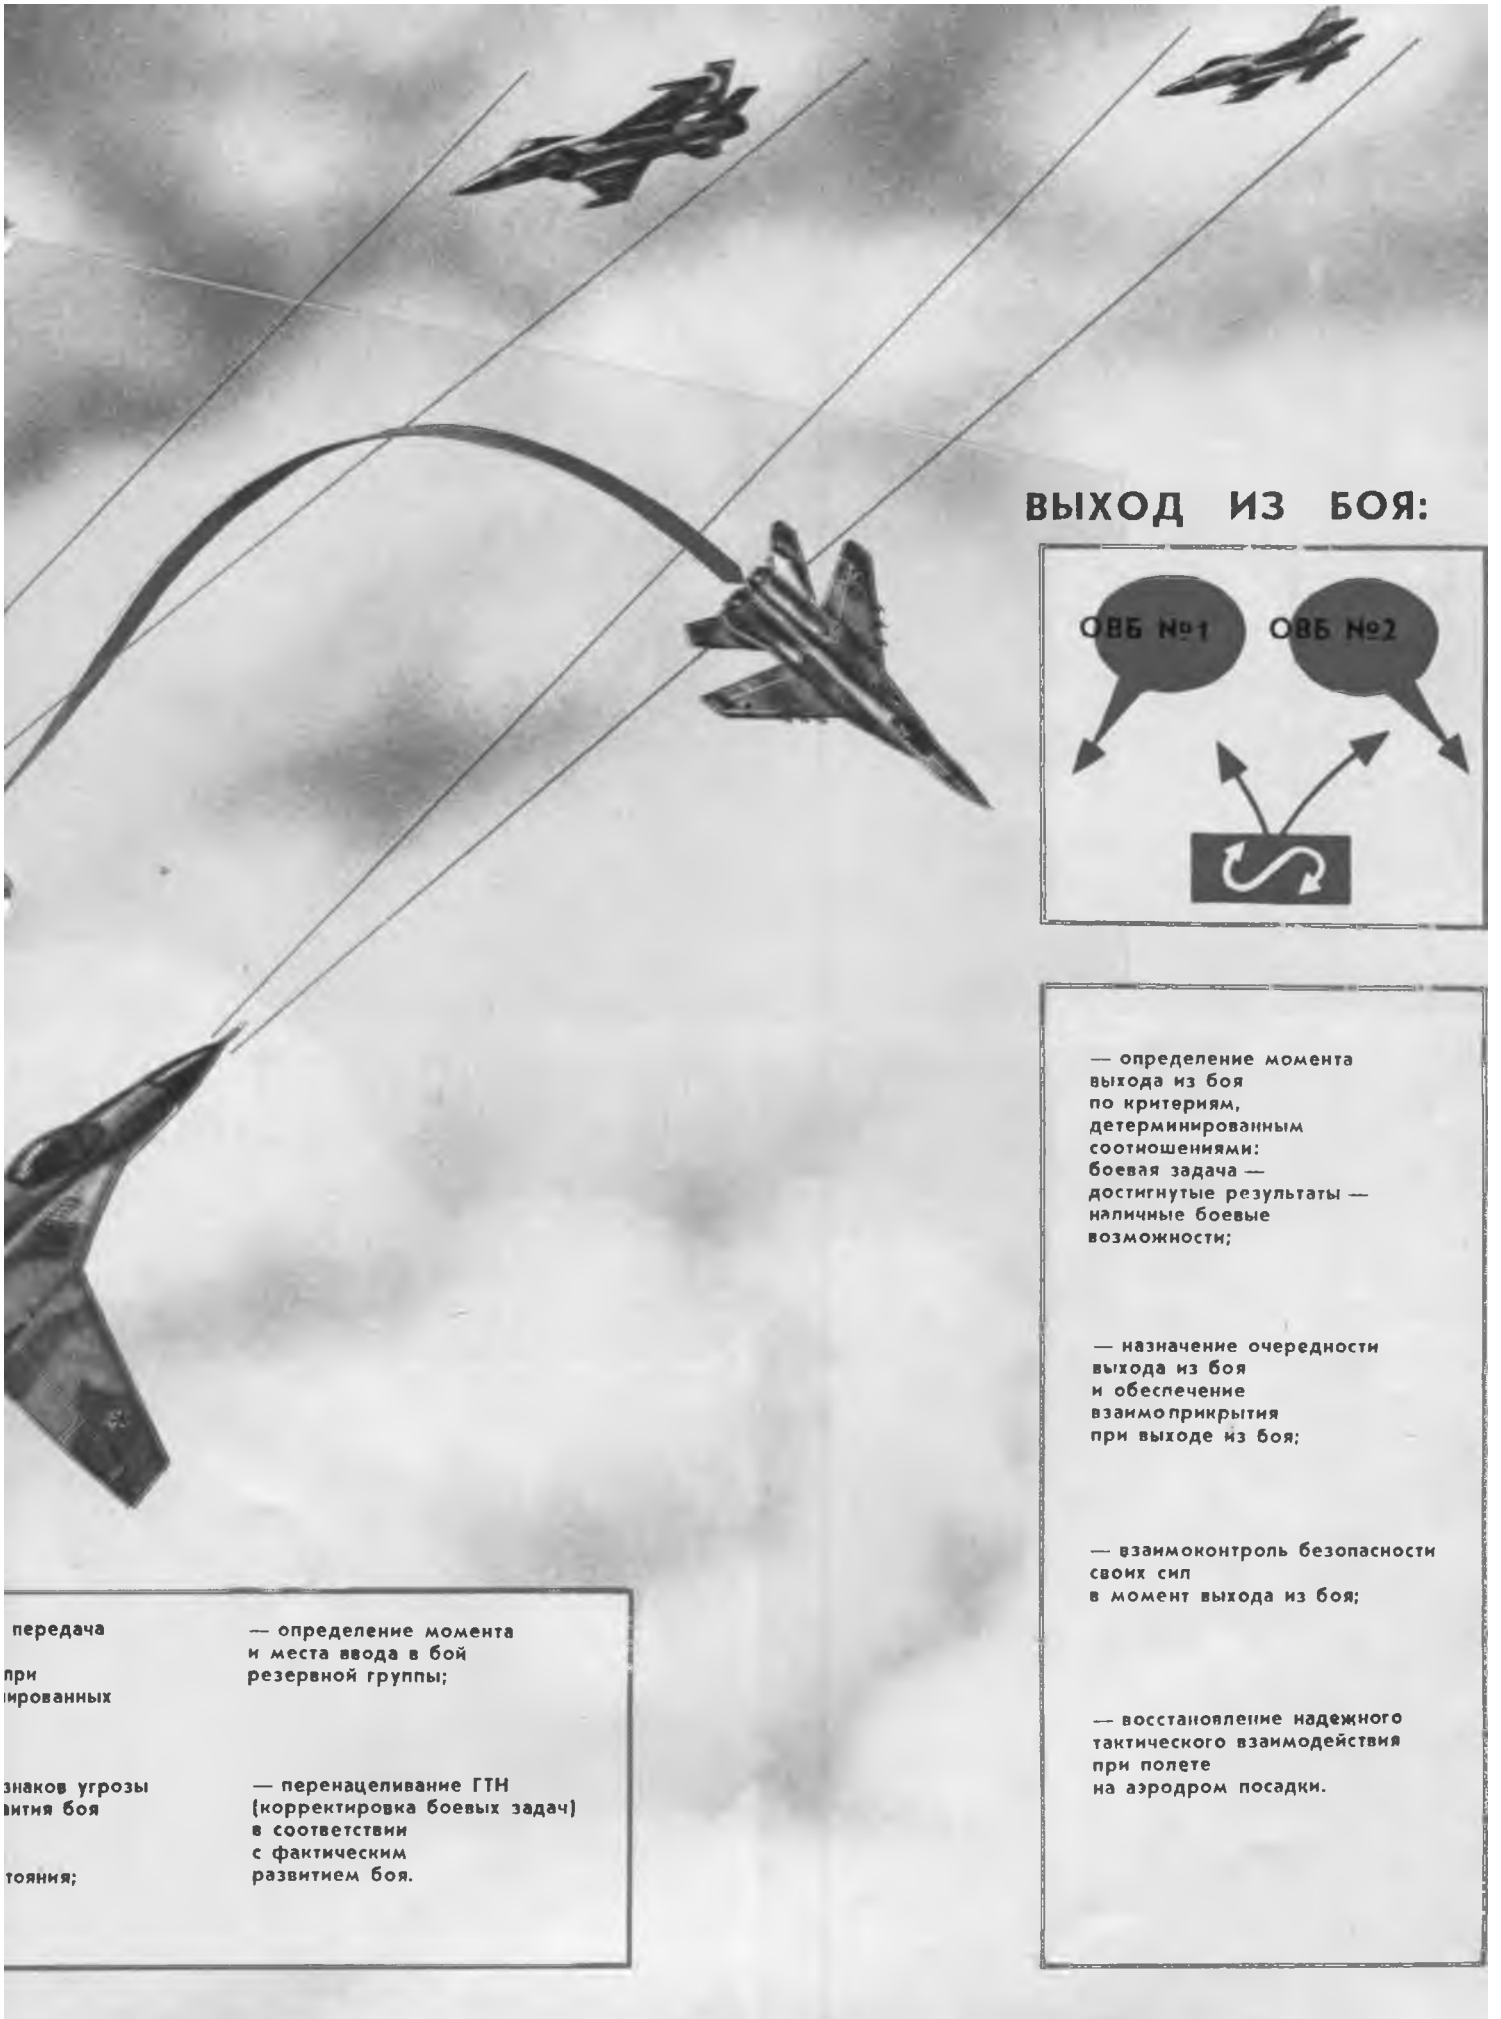 ВЫХОД ИЗ БОЯ:
ОВБ №1 ОВБ №2
— определение момента
выхода из боя
по критериям,
детерминированным
соотношениями:
боевая задача —
достигнутые результаты —
наличные боевые
возможности;
— назначение очередности
выхода из боя
и обеспечение
взаимоприкрытия
при выходе из боя;
— взаимоконтроль безопасности
своих сил
в момент выхода из боя;
— восстановление надежного
тактического взаимодействия
при полете
на аэродром посадки.
передача
при
ированных
знаков угрозы
вития боя
тояния;
— определение момента
и места ввода в бой
резервной группы;
— перенацеливание ГТН
(корректировка боевых задач)
в соответствии
с фактическим
развитием боя.